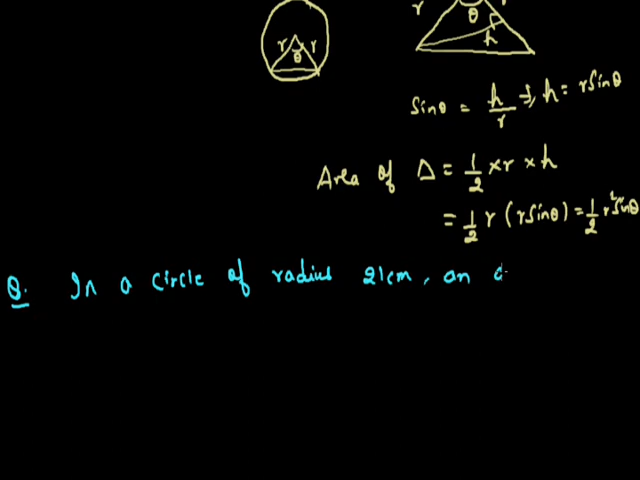 r θ r
r θ h
sinθ = h/r ⇒ h = r sinθ
Area of Δ = 1/2 × r × h
= 1/2 r (r sinθ) = 1/2 r² sinθ
Q. In a circle of radius 21cm, an